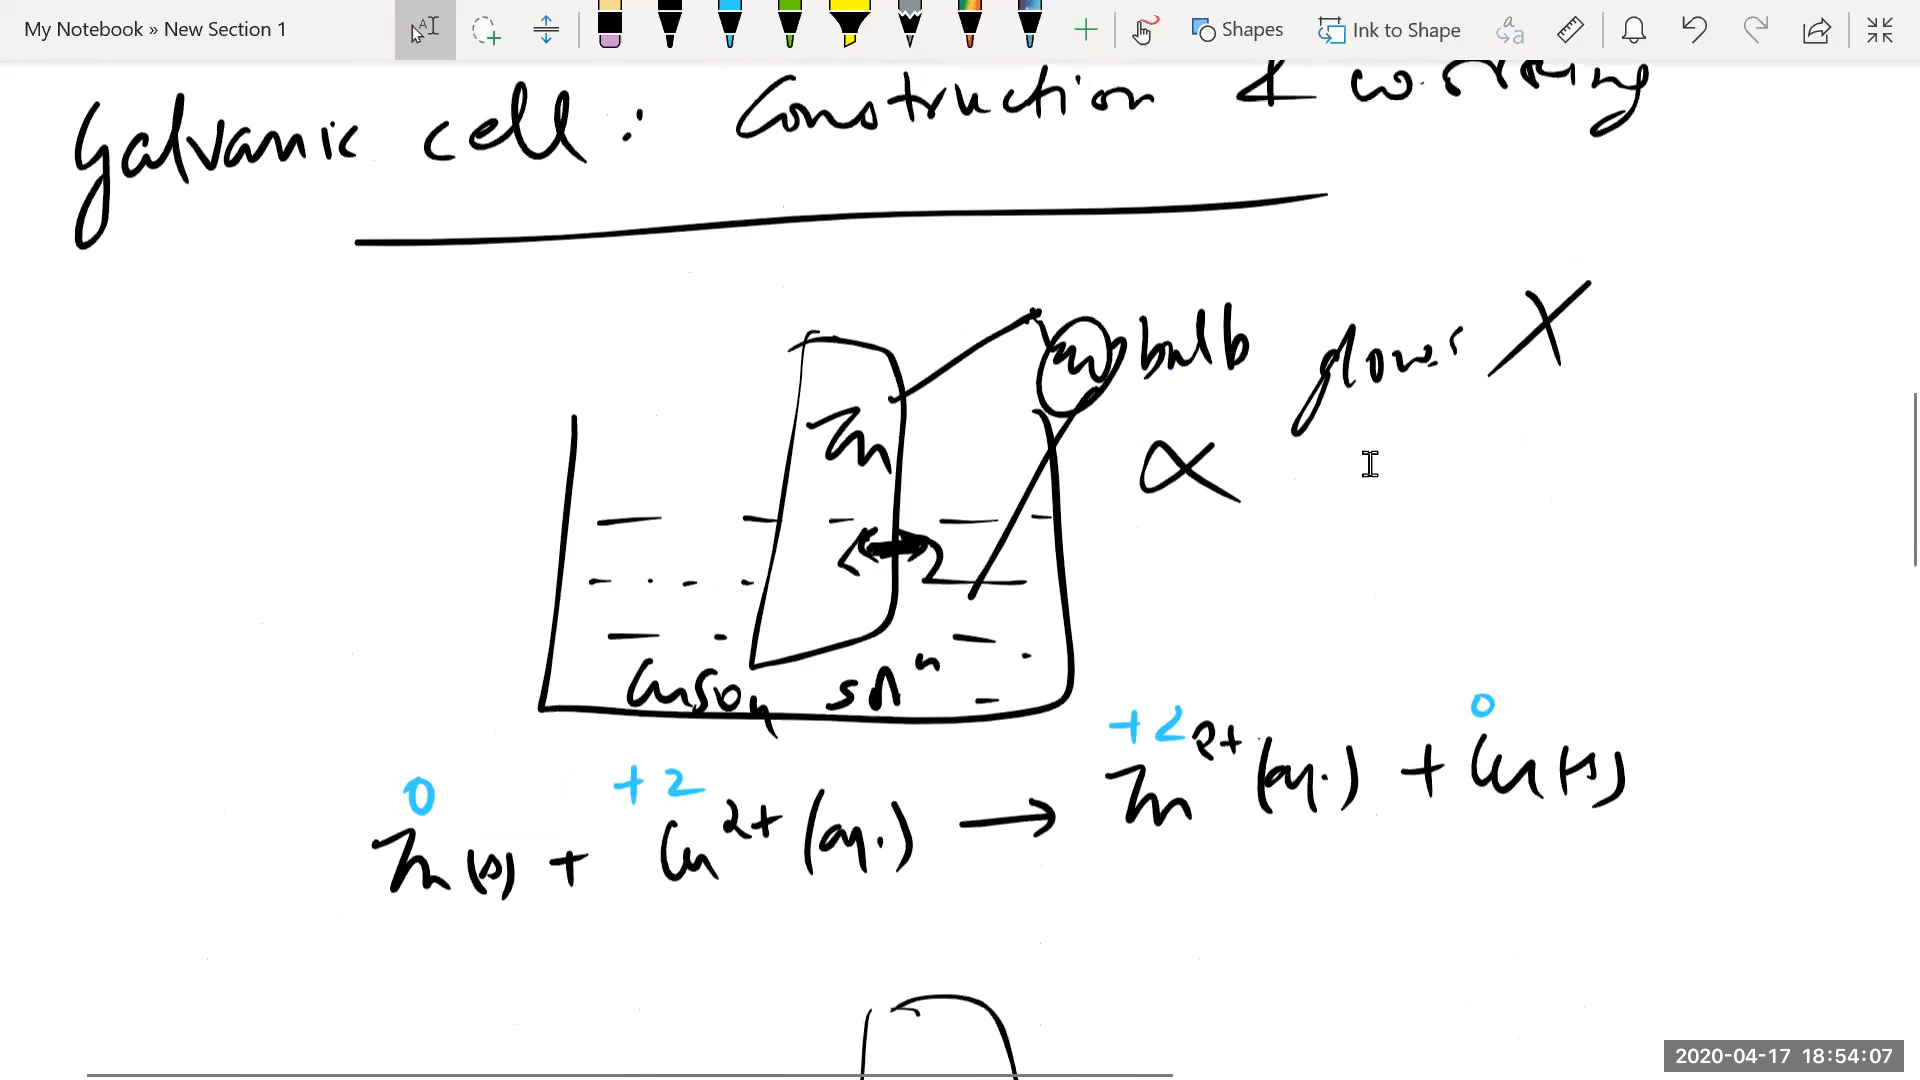 My Notebook » New Section 1
Shapes
Ink to Shape
Galvanic cell: Construction & working
bulb glows X
Zn
∝
CuSO4 solⁿ
0 +2 +2 0
Zn(s) + Cu²⁺(aq.) → Zn²⁺(aq.) + Cu(s)
2020-04-17 18:54:07